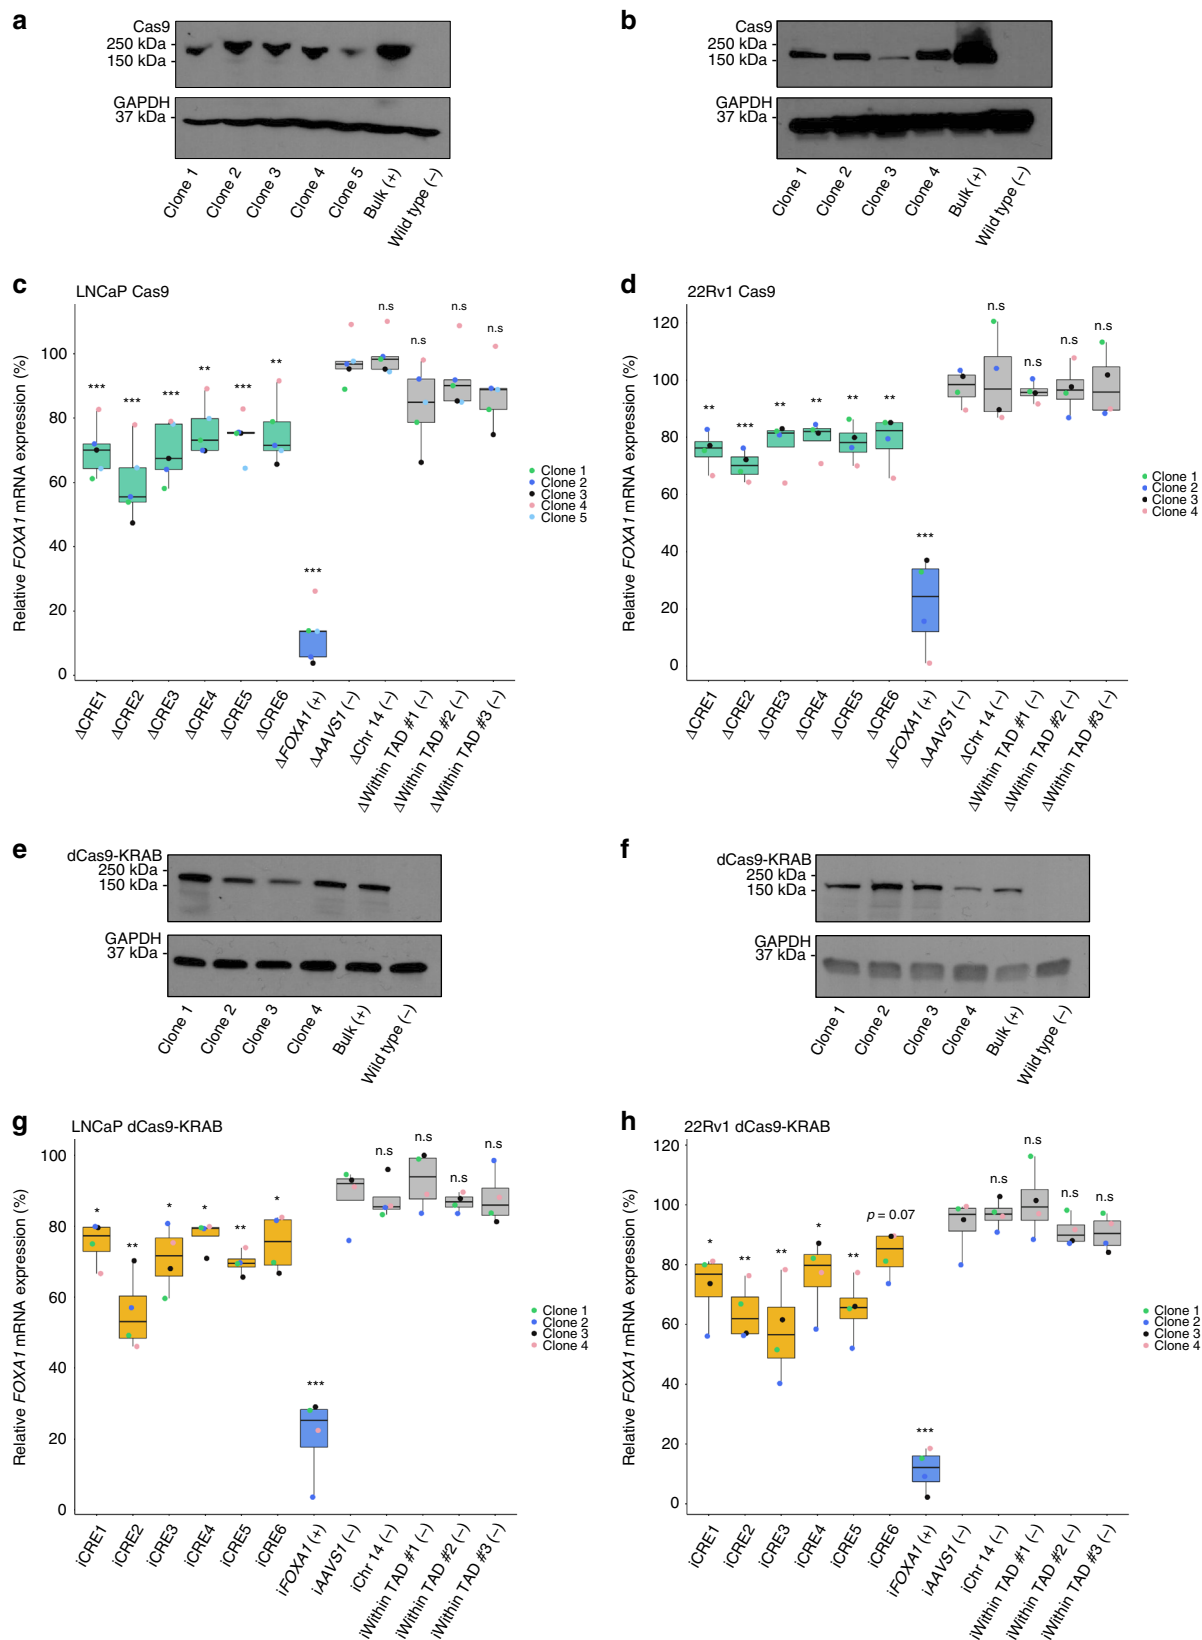 a
Cas9
250 kDa
150 kDa
GAPDH
37 kDa
Clone 1
Clone 2
Clone 3
Clone 4
Clone 5
Bulk (+)
Wild type (–)
b
Cas9
250 kDa
150 kDa
GAPDH
37 kDa
Clone 1
Clone 2
Clone 3
Clone 4
Bulk (+)
Wild type (–)
c
LNCaP Cas9
Relative FOXA1 mRNA expression (%)
100
80
60
40
20
0
***
***
***
**
***
**
***
n.s
n.s
n.s
n.s
ΔCRE1
ΔCRE2
ΔCRE3
ΔCRE4
ΔCRE5
ΔCRE6
ΔFOXA1 (+)
ΔAAVS1 (–)
ΔChr 14 (–)
ΔWithin TAD #1 (–)
ΔWithin TAD #2 (–)
ΔWithin TAD #3 (–)
Clone 1
Clone 2
Clone 3
Clone 4
Clone 5
d
22Rv1 Cas9
Relative FOXA1 mRNA expression (%)
120
100
80
60
40
20
0
**
***
**
**
**
**
***
n.s
n.s
n.s
n.s
ΔCRE1
ΔCRE2
ΔCRE3
ΔCRE4
ΔCRE5
ΔCRE6
ΔFOXA1 (+)
ΔAAVS1 (–)
ΔChr 14 (–)
ΔWithin TAD #1 (–)
ΔWithin TAD #2 (–)
ΔWithin TAD #3 (–)
Clone 1
Clone 2
Clone 3
Clone 4
e
dCas9-KRAB
250 kDa
150 kDa
GAPDH
37 kDa
Clone 1
Clone 2
Clone 3
Clone 4
Bulk (+)
Wild type (–)
f
dCas9-KRAB
250 kDa
150 kDa
GAPDH
37 kDa
Clone 1
Clone 2
Clone 3
Clone 4
Bulk (+)
Wild type (–)
g
LNCaP dCas9-KRAB
Relative FOXA1 mRNA expression (%)
100
80
60
40
20
0
*
**
*
*
**
*
***
n.s
n.s
n.s
n.s
iCRE1
iCRE2
iCRE3
iCRE4
iCRE5
iCRE6
iFOXA1 (+)
iAAVS1 (–)
iChr 14 (–)
iWithin TAD #1 (–)
iWithin TAD #2 (–)
iWithin TAD #3 (–)
Clone 1
Clone 2
Clone 3
Clone 4
h
22Rv1 dCas9-KRAB
Relative FOXA1 mRNA expression (%)
120
100
80
60
40
20
0
*
**
**
*
**
p = 0.07
***
n.s
n.s
n.s
n.s
iCRE1
iCRE2
iCRE3
iCRE4
iCRE5
iCRE6
iFOXA1 (+)
iAAVS1 (–)
iChr 14 (–)
iWithin TAD #1 (–)
iWithin TAD #2 (–)
iWithin TAD #3 (–)
Clone 1
Clone 2
Clone 3
Clone 4